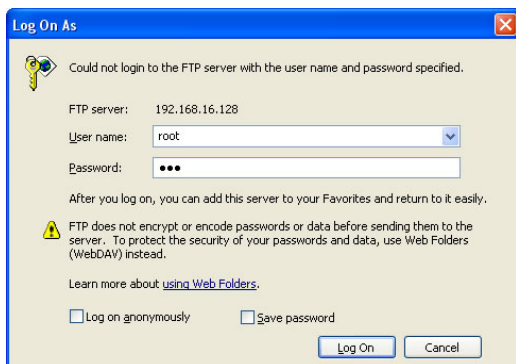 Log On As
Could not login to the FTP server with the user name and password specified.
FTP server: 192.168.16.128
User name: root
Password: ●●●
After you log on, you can add this server to your Favorites and return to it easily.
FTP does not encrypt or encode passwords or data before sending them to the
server. To protect the security of your passwords and data, use Web Folders
(WebDAV) instead.
Learn more about using Web Folders.
Log on anonymously Save password
Log On Cancel